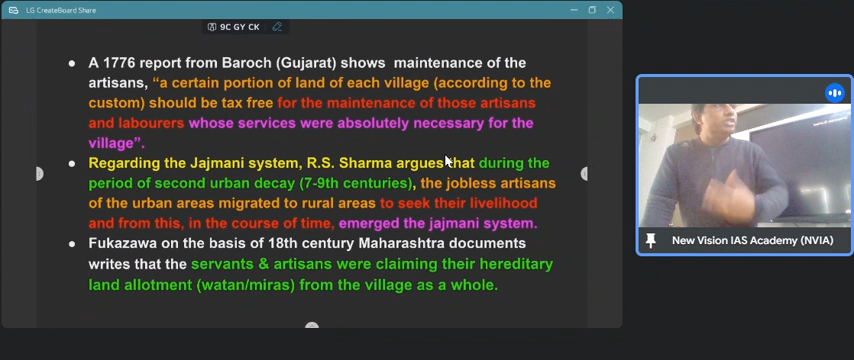 LG CreateBoard Share
9C GY CK
• A 1776 report from Baroch (Gujarat) shows maintenance of the
artisans, “a certain portion of land of each village (according to the
custom) should be tax free for the maintenance of those artisans
and labourers whose services were absolutely necessary for the
village”.
• Regarding the Jajmani system, R.S. Sharma argues that during the
period of second urban decay (7-9th centuries), the jobless artisans
of the urban areas migrated to rural areas to seek their livelihood
and from this, in the course of time, emerged the jajmani system.
• Fukazawa on the basis of 18th century Maharashtra documents
writes that the servants & artisans were claiming their hereditary
land allotment (watan/miras) from the village as a whole.
New Vision IAS Academy (NVIA)